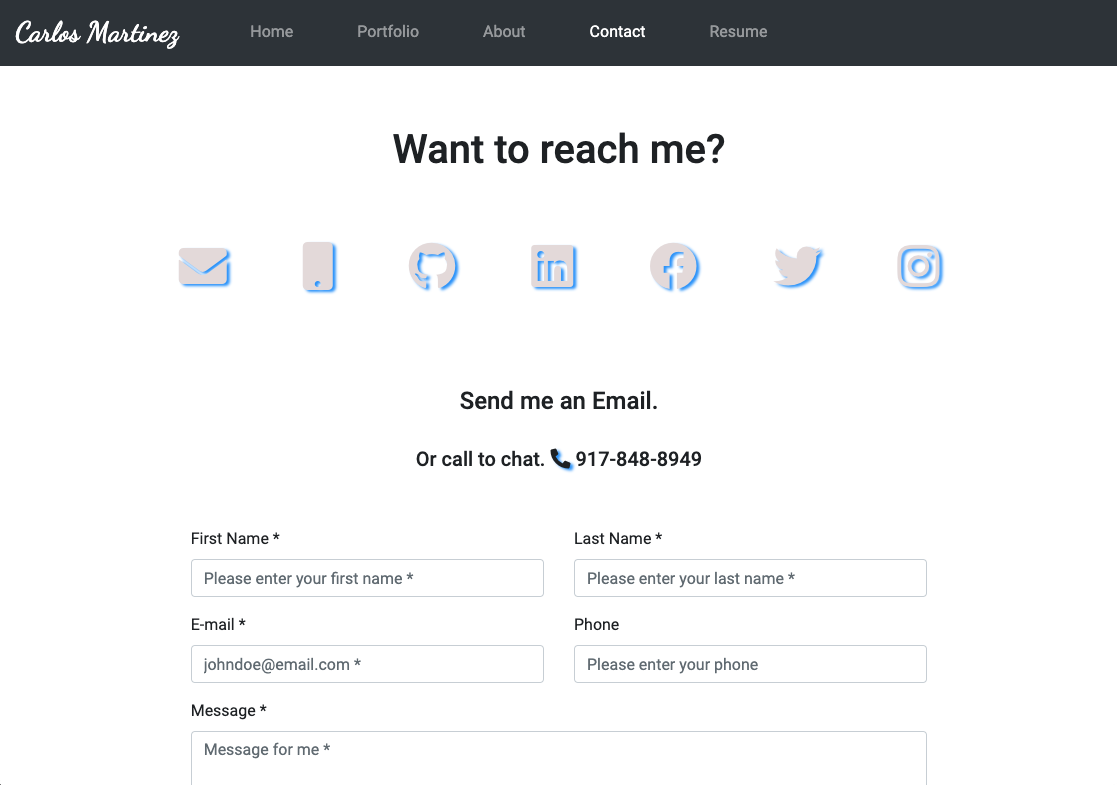 Carlos Martinez Home Portfolio About Contact Resume
Want to reach me?
in
Send me an Email.
Or call to chat. 917-848-8949
First Name * Last Name *
Please enter your first name * Please enter your last name *
E-mail * Phone
johndoe@email.com * Please enter your phone
Message *
Message for me *